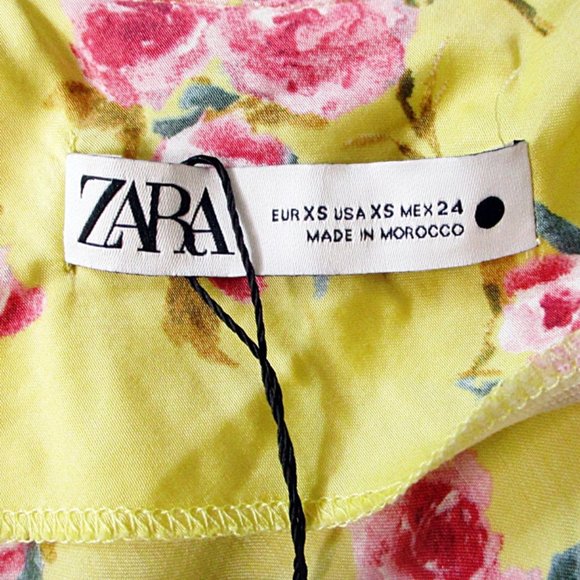 ZARA
EUR XS USA XS MEX 24
MADE IN MOROCCO